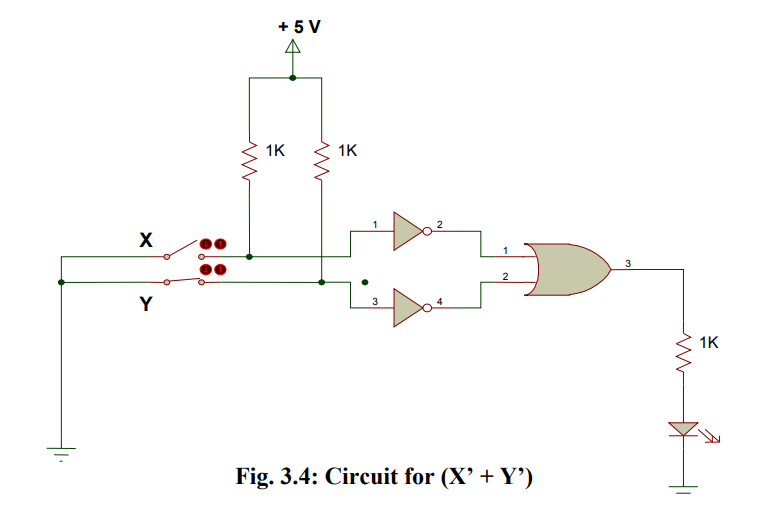 + 5 V
1K
1K
X
Y
1
2
3
4
1
2
3
1K
Fig. 3.4: Circuit for (X’ + Y’)